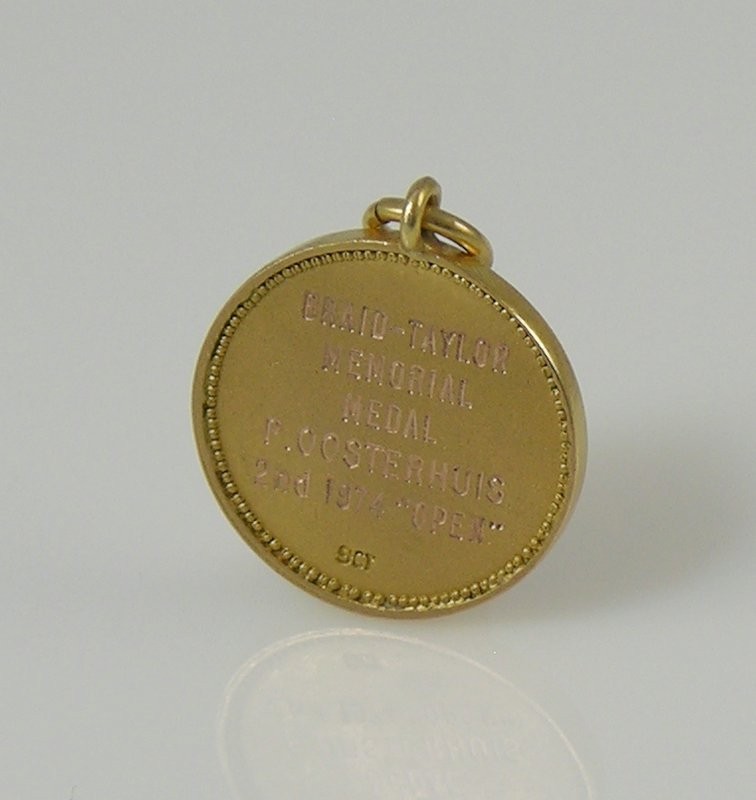 BRAID-TAYLOR
MEMORIAL
MEDAL
P. OOSTERHUIS
2nd 1974 "OPEN"
9CT